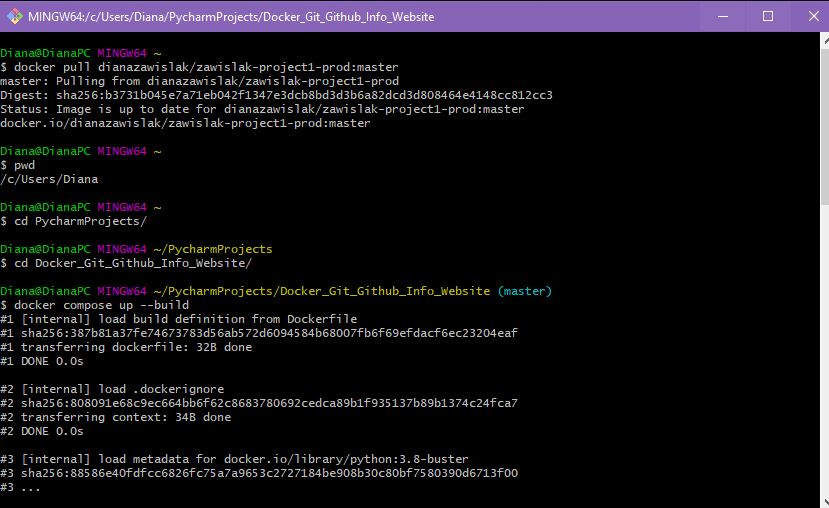 MINGW64:/c/Users/Diana/PycharmProjects/Docker_Git_Github_Info_Website
Diana@DianaPC MINGW64 ~
$ docker pull dianazawislak/zawislak-project1-prod:master
master: Pulling from dianazawislak/zawislak-project1-prod
Digest: sha256:b3731b045e7a71eb042f1347e3dcb8bd3d3b6a82dcd3d808464e4148cc812cc3
Status: Image is up to date for dianazawislak/zawislak-project1-prod:master
docker.io/dianazawislak/zawislak-project1-prod:master
Diana@DianaPC MINGW64 ~
$ pwd
/c/Users/Diana
Diana@DianaPC MINGW64 ~
$ cd PycharmProjects/
Diana@DianaPC MINGW64 ~/PycharmProjects
$ cd Docker_Git_Github_Info_Website/
Diana@DianaPC MINGW64 ~/PycharmProjects/Docker_Git_Github_Info_Website (master)
$ docker compose up --build
#1 [internal] load build definition from Dockerfile
#1 sha256:387b81a37fe74673783d56ab572d6094584b68007fb6f69efdacf6ec23204eaf
#1 transferring dockerfile: 32B done
#1 DONE 0.0s
#2 [internal] load .dockerignore
#2 sha256:808091e68c9ec664bb6f62c8683780692cedca89b1f935137b89b1374c24fca7
#2 transferring context: 34B done
#2 DONE 0.0s
#3 [internal] load metadata for docker.io/library/python:3.8-buster
#3 sha256:88586e40fdfcc6826fc75a7a9653c2727184be908b30c80bf7580390d6713f00
#3 ...